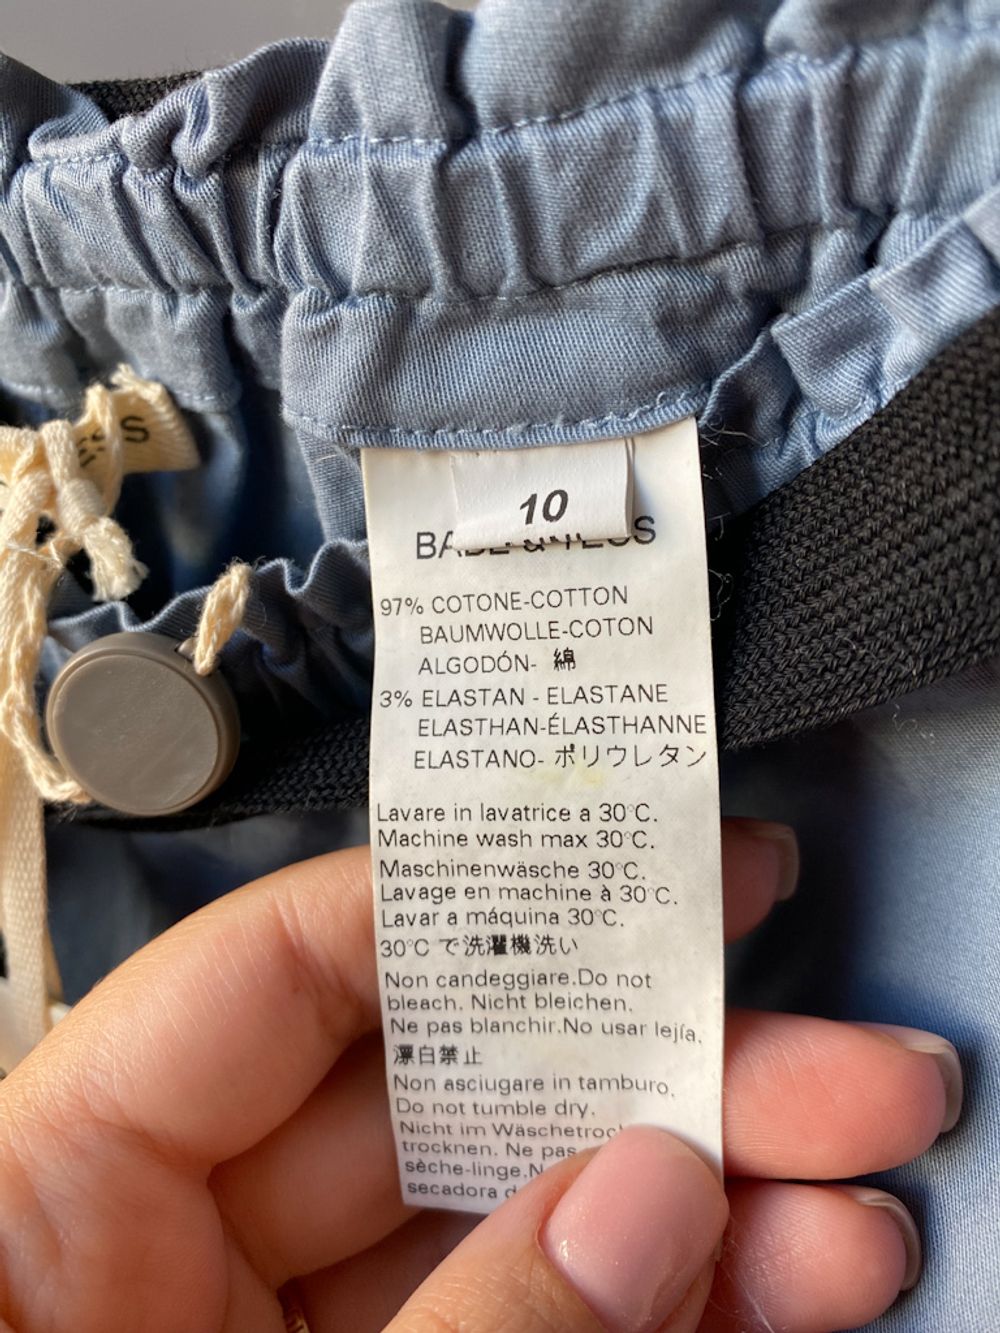 10
97% COTONE-COTTON
BAUMWOLLE-COTON
ALGODÓN- 綿
3% ELASTAN - ELASTANE
ELASTHAN-ÉLASTHANNE
ELASTANO- ポリウレタン
Lavare in lavatrice a 30°C.
Machine wash max 30°C.
Maschinenwäsche 30°C.
Lavage en machine à 30°C.
Lavar a máquina 30°C.
30°C で洗濯機洗い
Non candeggiare.Do not
bleach. Nicht bleichen.
Ne pas blanchir.No usar lejía.
漂白禁止
Non asciugare in tamburo.
Do not tumble dry.
Nicht im
trocknen. Ne pas
sèche-linge.
secadora